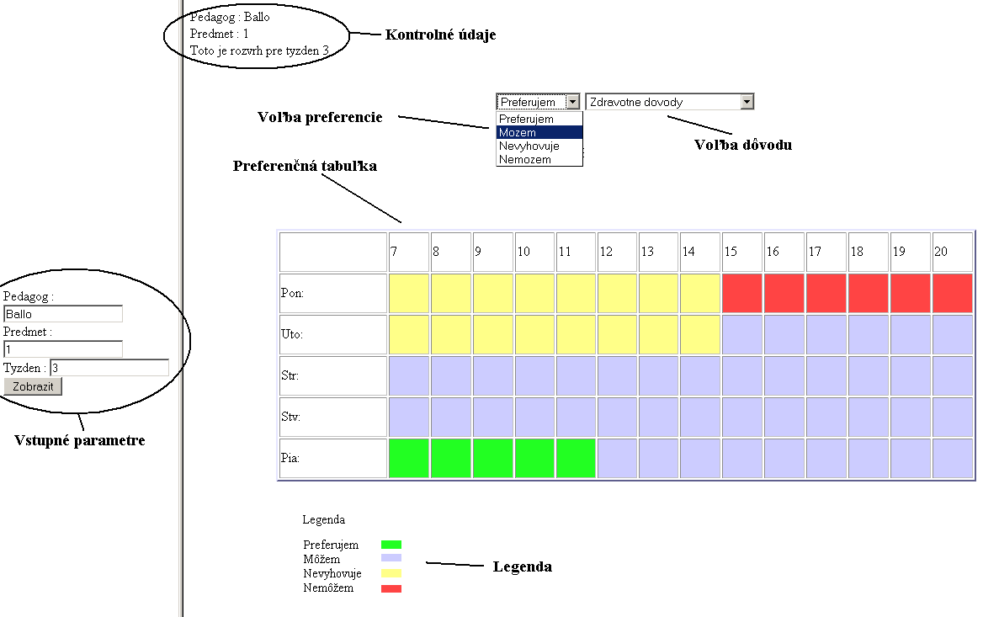 Pedagog : Ballo
Predmet : 1
Toto je rozvrh pre tyzden 3
Kontrolné údaje
Preferujem
Zdravotne dovody
Preferujem
Mozem
Nevyhovuje
Nemozem
Voľba preferencie
Voľba dôvodu
Preferenčná tabuľka
7 8 9 10 11 12 13 14 15 16 17 18 19 20
Pon:
Uto:
Str:
Stv:
Pia:
Pedagog :
Ballo
Predmet :
1
Tyzden : 3
Zobrazit
Vstupné parametre
Legenda
Preferujem
Môžem
Nevyhovuje
Nemôžem
Legenda